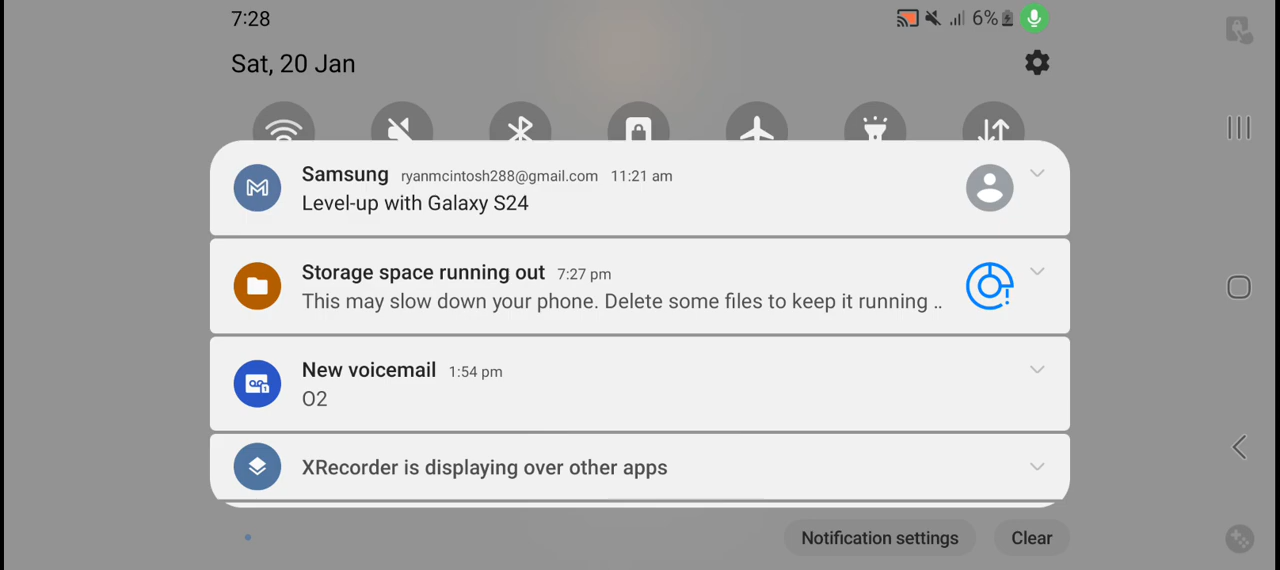 7:28
6%
Sat, 20 Jan
Samsung ryanmcintosh288@gmail.com 11:21 am
Level-up with Galaxy S24
Storage space running out 7:27 pm
This may slow down your phone. Delete some files to keep it running ..
New voicemail 1:54 pm
O2
XRecorder is displaying over other apps
Notification settings
Clear